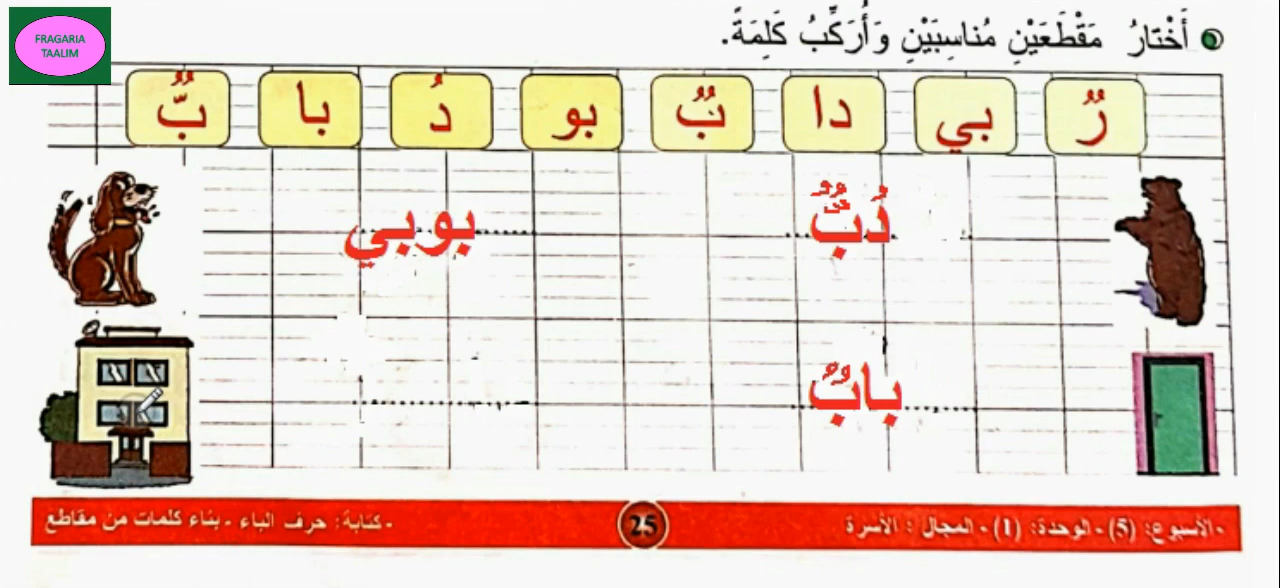 FRAGARIA
TAALIM
أَخْتَارُ مَقْطَعَيْنِ مُناسِبَيْنِ وَأُرَكِّبُ كَلِمَةً.
رٌ بي دا بٌ بو دُ با بٌّ
دُبٌّ بوبي
بابٌ
-الأسبوع: (5) - الوحدة: (1) - المجال : الأسرة 25 - كتابة: حرف الباء - بناء كلمات من مقاطع